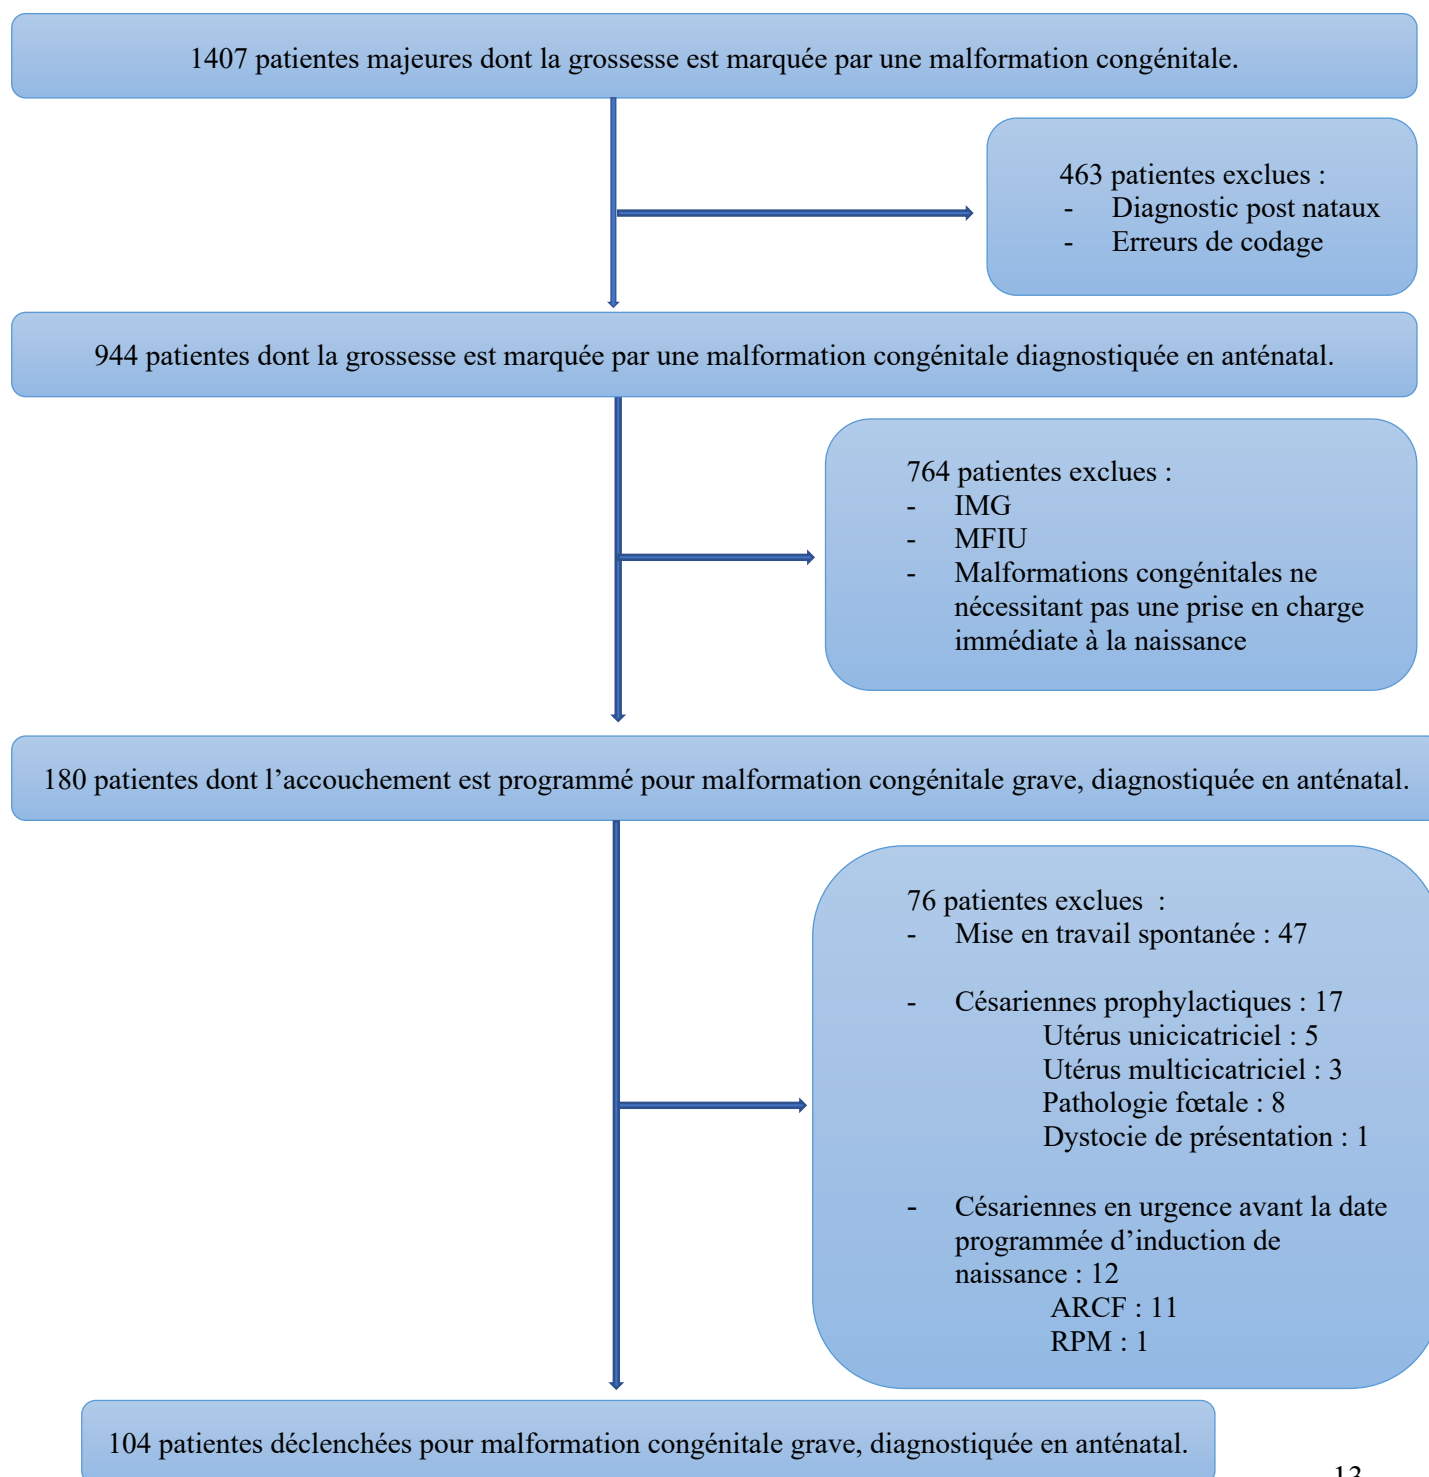 1407 patientes majeures dont la grossesse est marquée par une malformation congénitale.
463 patientes exclues :
- Diagnostic post nataux
- Erreurs de codage
944 patientes dont la grossesse est marquée par une malformation congénitale diagnostiquée en anténatal.
764 patientes exclues :
- IMG
- MFIU
- Malformations congénitales ne
nécessitant pas une prise en charge
immédiate à la naissance
180 patientes dont l’accouchement est programmé pour malformation congénitale grave, diagnostiquée en anténatal.
76 patientes exclues :
- Mise en travail spontanée : 47
- Césariennes prophylactiques : 17
Utérus unicicatriciel : 5
Utérus multicicatriciel : 3
Pathologie fœtale : 8
Dystocie de présentation : 1
- Césariennes en urgence avant la date
programmée d’induction de
naissance : 12
ARCF : 11
RPM : 1
104 patientes déclenchées pour malformation congénitale grave, diagnostiquée en anténatal.